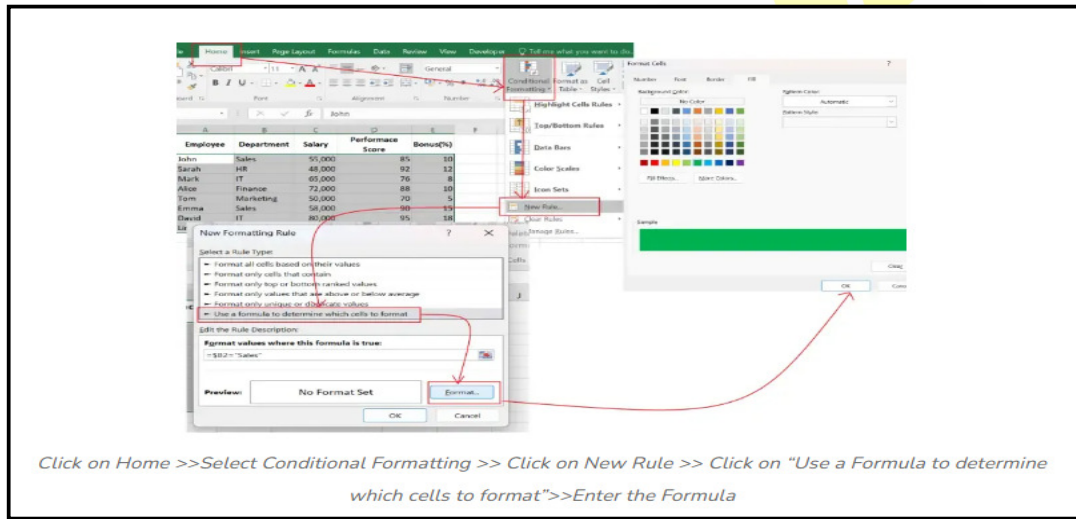 Home Insert Page Layout Formulas Data Review View Developer Tell me what you want to do
Calibri 11 General
Font Alignment Number
Conditional Formatting Format as Table Cell Styles
fx John
A B C D E F
Employee Department Salary Performace Score Bonus(%)
John Sales 55,000 85 10
Sarah HR 48,000 92 12
Mark IT 65,000 76 8
Alice Finance 72,000 88 10
Tom Marketing 50,000 70 5
Emma Sales 58,000 90 15
David IT 80,000 95 18
Highlight Cells Rules
Top/Bottom Rules
Data Bars
Color Scales
Icon Sets
New Rule...
Clear Rules
Manage Rules...
Cells
J
New Formatting Rule ? ×
Select a Rule Type:
► Format all cells based on their values
► Format only cells that contain
► Format only top or bottom ranked values
► Format only values that are above or below average
► Format only unique or duplicate values
► Use a formula to determine which cells to format
Edit the Rule Description:
Format values where this formula is true:
=$B2="Sales"
Preview: No Format Set Format...
OK Cancel
Format Cells ?
Number Font Border Fill
Background Color:
No Color
Pattern Color:
Automatic
Pattern Style:
Fill Effects... More Colors...
Sample
Clear
OK Canc
Click on Home >>Select Conditional Formatting >> Click on New Rule >> Click on “Use a Formula to determine
which cells to format”>>Enter the Formula